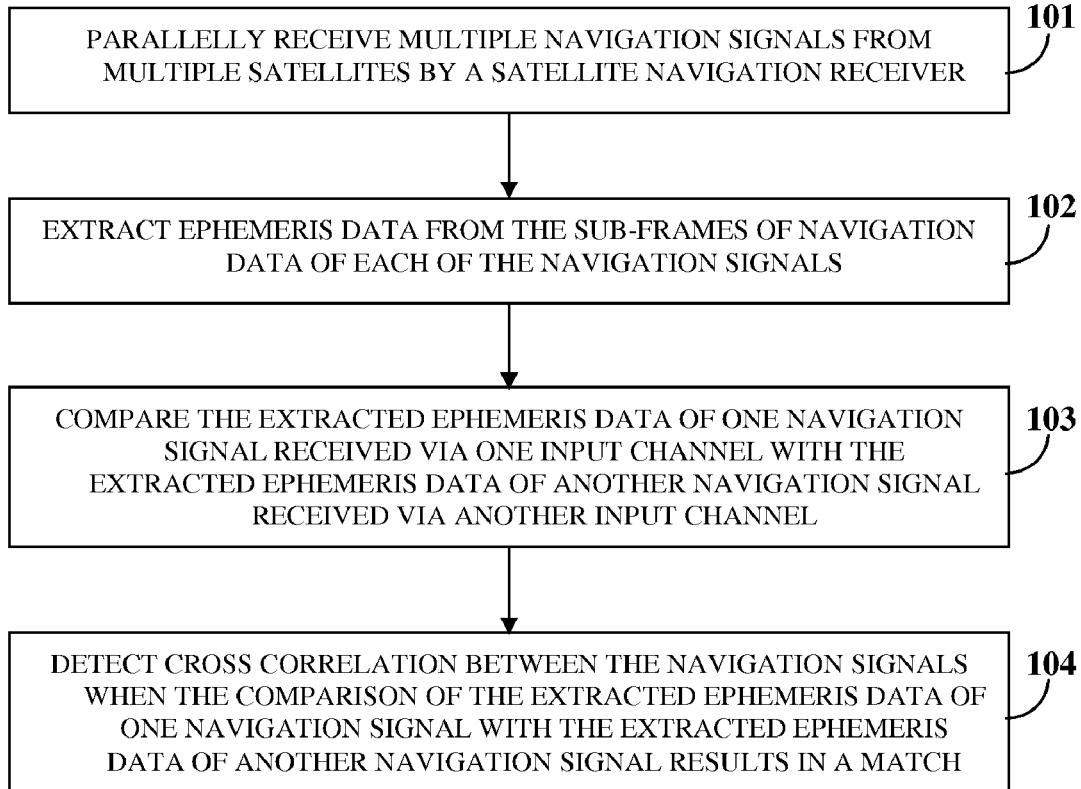 101
PARALLELY RECEIVE MULTIPLE NAVIGATION SIGNALS FROM
MULTIPLE SATELLITES BY A SATELLITE NAVIGATION RECEIVER
102
EXTRACT EPHEMERIS DATA FROM THE SUB-FRAMES OF NAVIGATION
DATA OF EACH OF THE NAVIGATION SIGNALS
103
COMPARE THE EXTRACTED EPHEMERIS DATA OF ONE NAVIGATION
SIGNAL RECEIVED VIA ONE INPUT CHANNEL WITH THE
EXTRACTED EPHEMERIS DATA OF ANOTHER NAVIGATION SIGNAL
RECEIVED VIA ANOTHER INPUT CHANNEL
104
DETECT CROSS CORRELATION BETWEEN THE NAVIGATION SIGNALS
WHEN THE COMPARISON OF THE EXTRACTED EPHEMERIS DATA OF
ONE NAVIGATION SIGNAL WITH THE EXTRACTED EPHEMERIS
DATA OF ANOTHER NAVIGATION SIGNAL RESULTS IN A MATCH